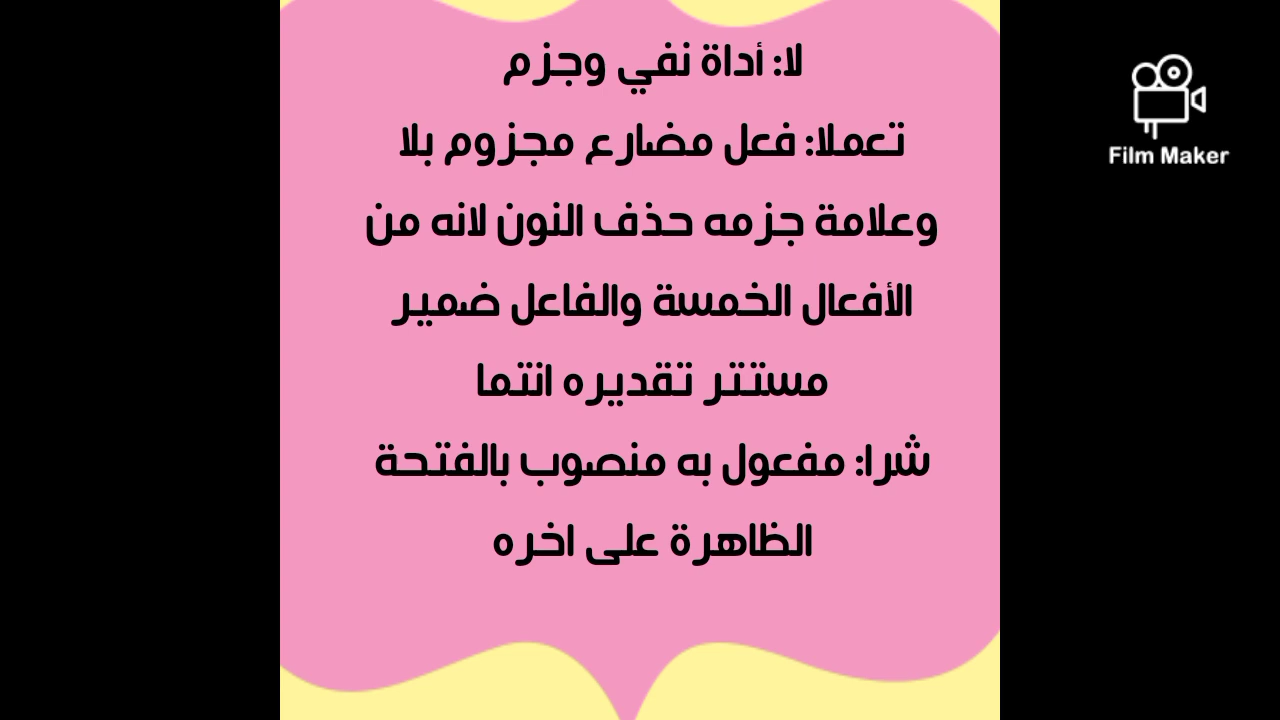 لا: أداة نفي وجزم
تعملا: فعل مضارع مجزوم بلا
وعلامة جزمه حذف النون لانه من
الأفعال الخمسة والفاعل ضمير
مستتر تقديره انتما
شرا: مفعول به منصوب بالفتحة
الظاهرة على اخره
Film Maker